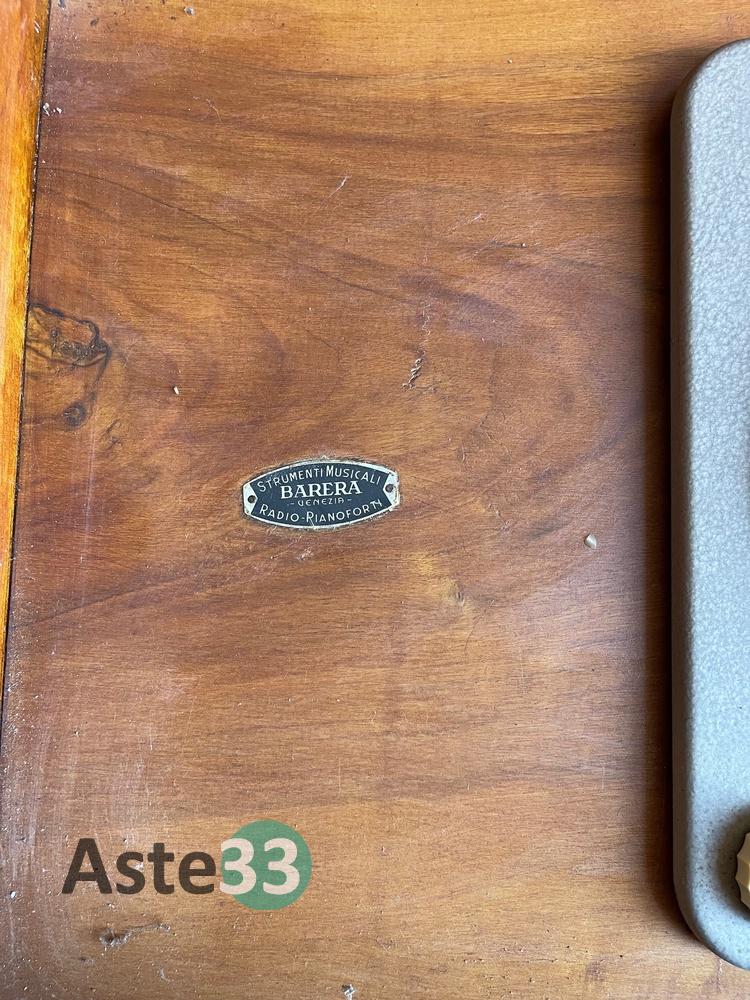 STRUMENTI MUSICALI
BARERA
- VENEZIA -
RADIO-PIANOFORTI
Aste33